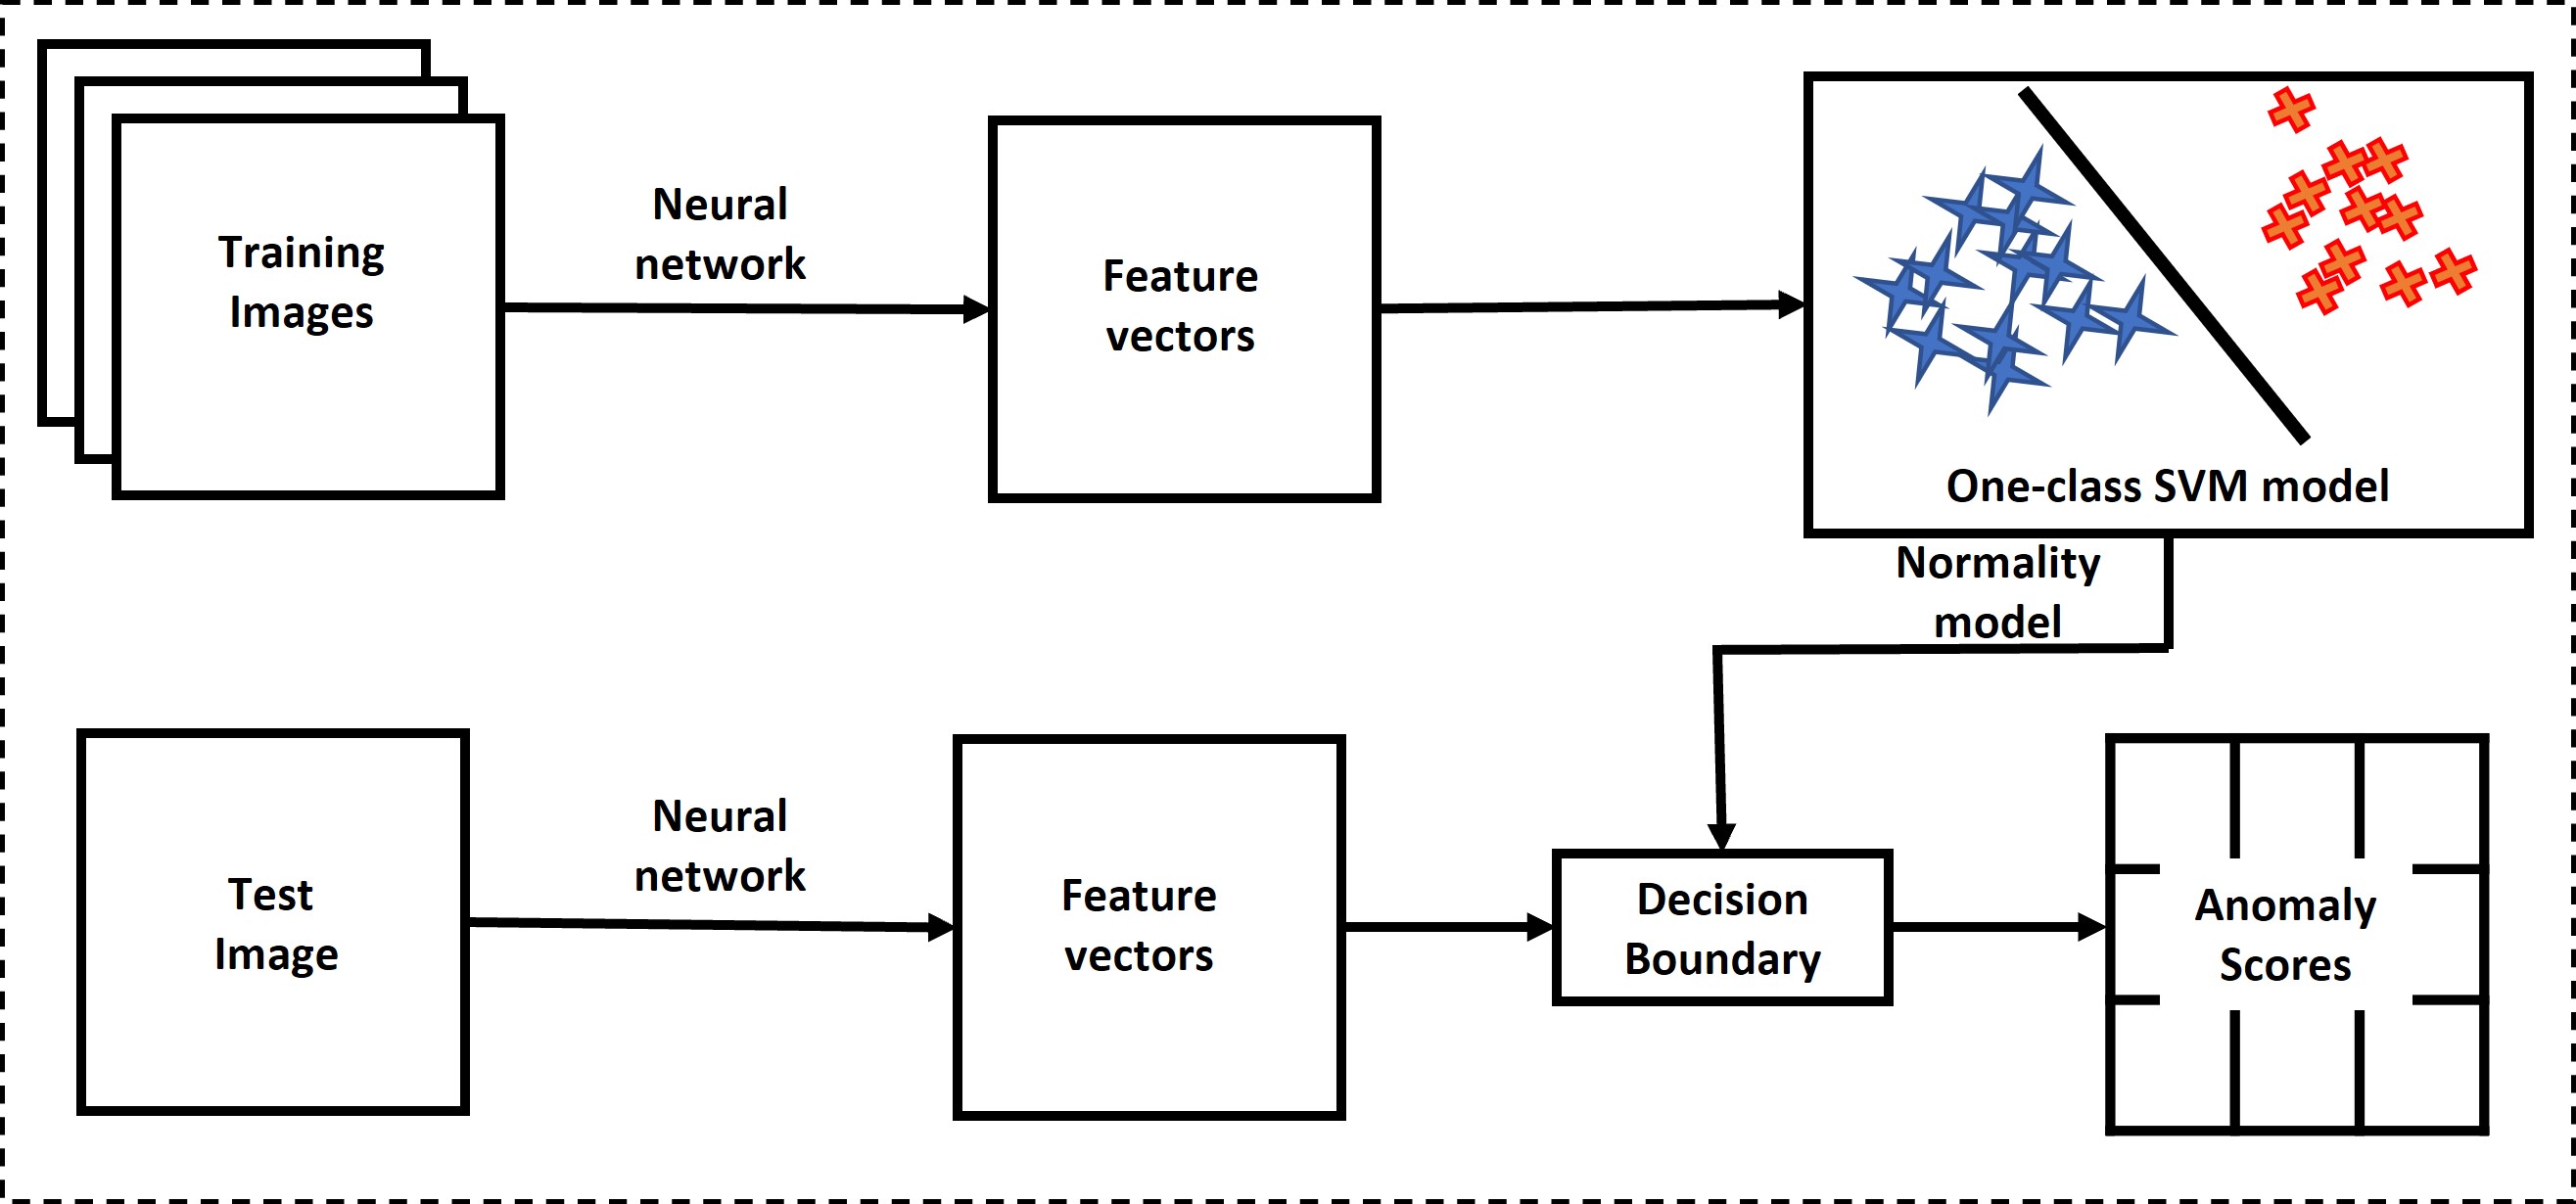 Training
Images
Neural
network
Feature
vectors
One-class SVM model
Normality
model
Test
Image
Neural
network
Feature
vectors
Decision
Boundary
Anomaly
Scores